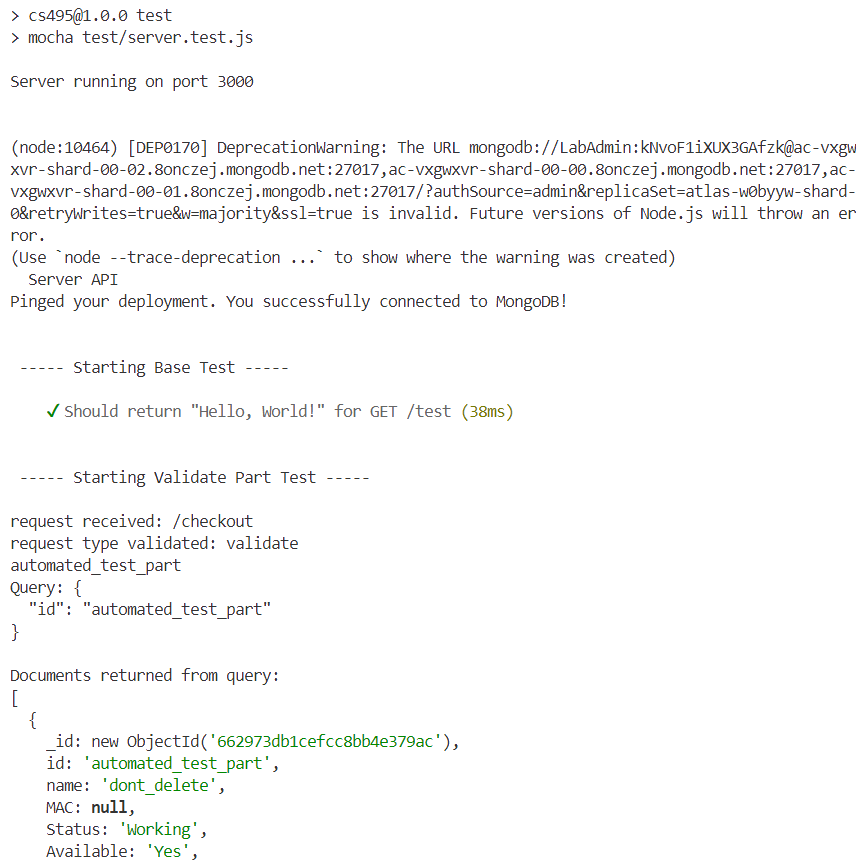 > cs495@1.0.0 test
> mocha test/server.test.js
Server running on port 3000
(node:10464) [DEP0170] DeprecationWarning: The URL mongodb://LabAdmin:kNvoF1iXUX3GAfzk@ac-vxgw
xvr-shard-00-02.8onczej.mongodb.net:27017,ac-vxgwxvr-shard-00-00.8onczej.mongodb.net:27017,ac-
vxgwxvr-shard-00-01.8onczej.mongodb.net:27017/?authSource=admin&replicaSet=atlas-w0byyw-shard-
0&retryWrites=true&w=majority&ssl=true is invalid. Future versions of Node.js will throw an er
ror.
(Use `node --trace-deprecation ...` to show where the warning was created)
Server API
Pinged your deployment. You successfully connected to MongoDB!
----- Starting Base Test -----
✓ Should return "Hello, World!" for GET /test (38ms)
----- Starting Validate Part Test -----
request received: /checkout
request type validated: validate
automated_test_part
Query: {
"id": "automated_test_part"
}
Documents returned from query:
[
{
_id: new ObjectId('662973db1cefcc8bb4e379ac'),
id: 'automated_test_part',
name: 'dont_delete',
MAC: null,
Status: 'Working',
Available: 'Yes',